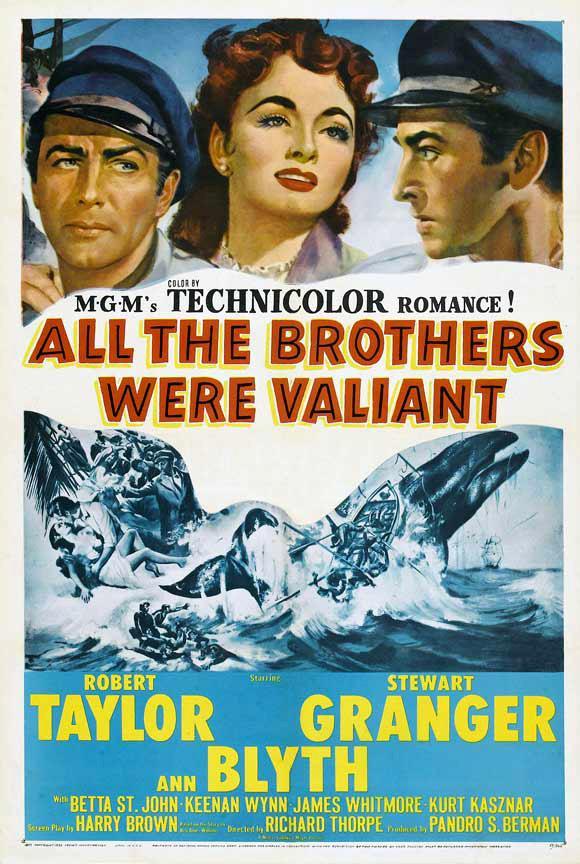 COLOR BY
M-G-M's TECHNICOLOR ROMANCE!
ALL THE BROTHERS
WERE VALIANT
Starring
ROBERT TAYLOR
STEWART GRANGER
ANN BLYTH
With BETTA ST. JOHN - KEENAN WYNN - JAMES WHITMORE - KURT KASZNAR
Screen Play by HARRY BROWN
Directed by RICHARD THORPE
Produced by PANDRO S. BERMAN